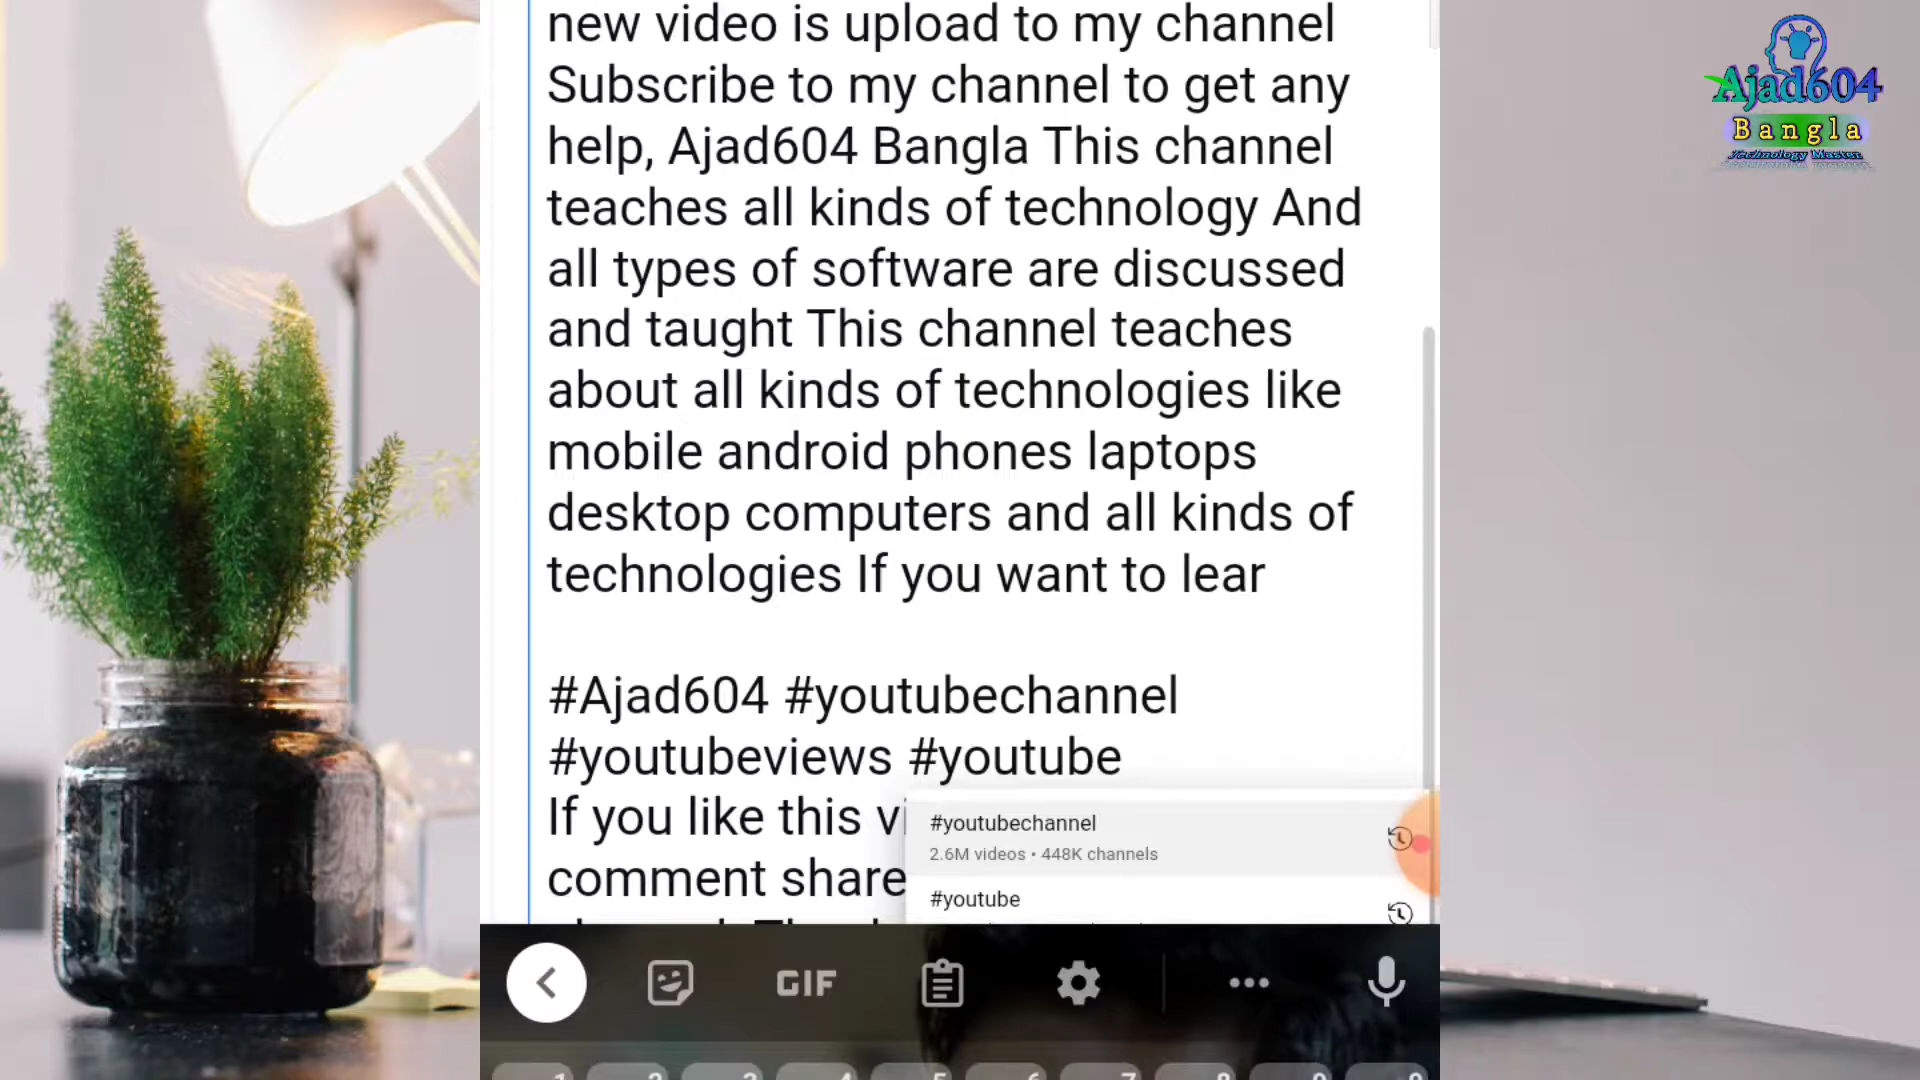 new video is upload to my channel
Subscribe to my channel to get any
help, Ajad604 Bangla This channel
teaches all kinds of technology And
all types of software are discussed
and taught This channel teaches
about all kinds of technologies like
mobile android phones laptops
desktop computers and all kinds of
technologies If you want to lear
#Ajad604 #youtubechannel
#youtubeviews #youtube
If you like this
comment share
#youtubechannel
2.6M videos • 448K channels
#youtube
GIF
Ajad604
Bangla
Technology Master